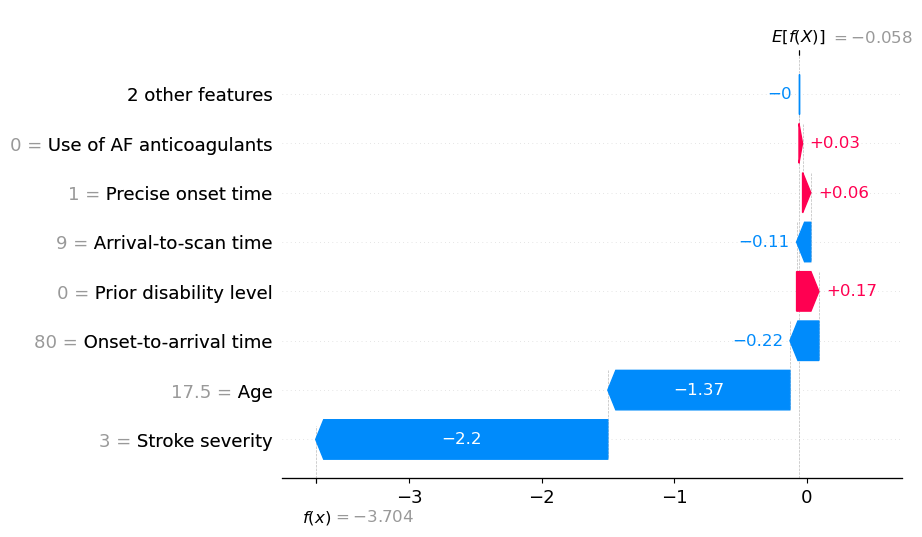 E[f(X)] = −0.058
2 other features −0
0 = Use of AF anticoagulants +0.03
1 = Precise onset time +0.06
9 = Arrival-to-scan time −0.11
0 = Prior disability level +0.17
80 = Onset-to-arrival time −0.22
17.5 = Age −1.37
3 = Stroke severity −2.2
−3 −2 −1 0
f(x) = −3.704